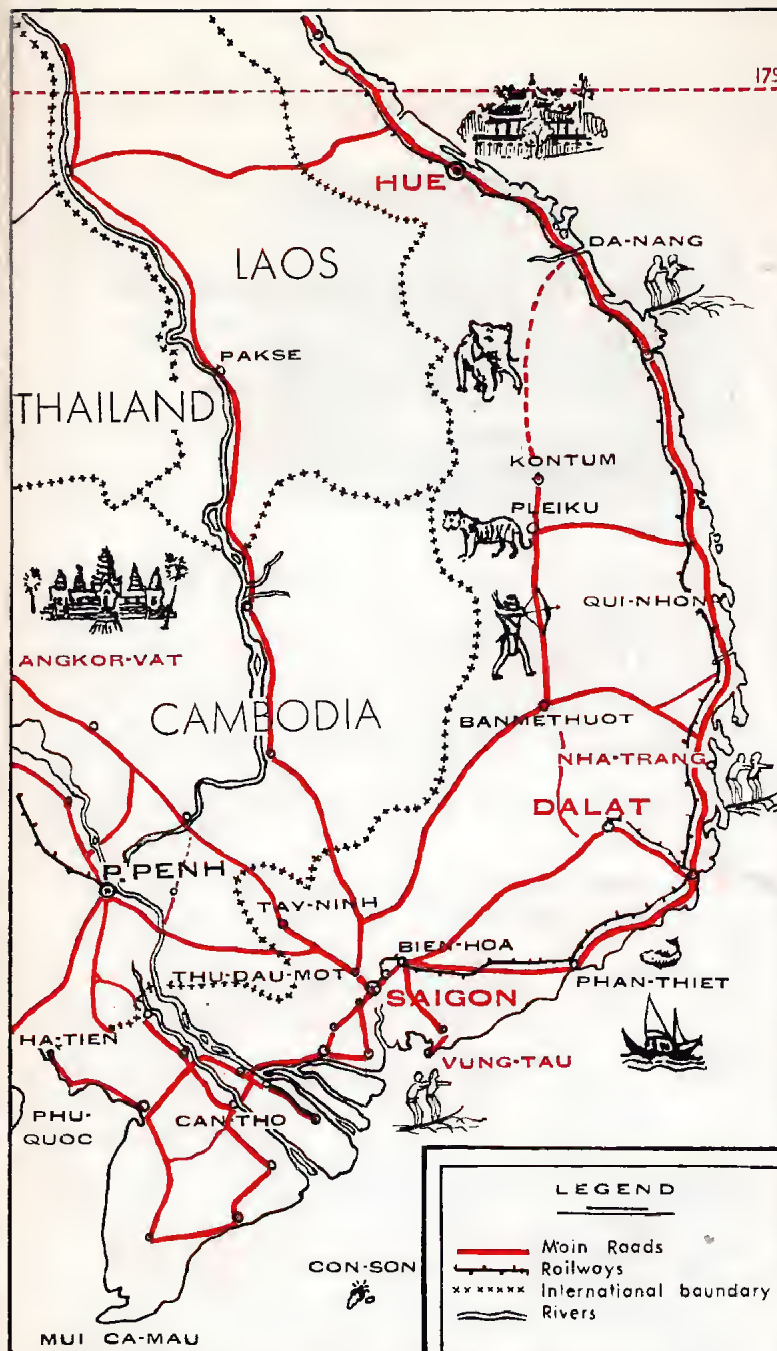 HUE
DA-NANG
LAOS
PAKSE
THAILAND
KONTUM
PLEIKU
QUI-NHON
ANGKOR-VAT
CAMBODIA
BANMETHUOT
NHA-TRANG
DALAT
P'PENH
TAY-NINH
BIEN-HOA
THU-DAU-MOT
SAIGON
PHAN-THIET
HA-TIEN
VUNG-TAU
PHU-
QUOC
CAN-THO
LEGEND
Main Roads
Railways
International boundary
Rivers
CON-SON
MUI CA-MAU